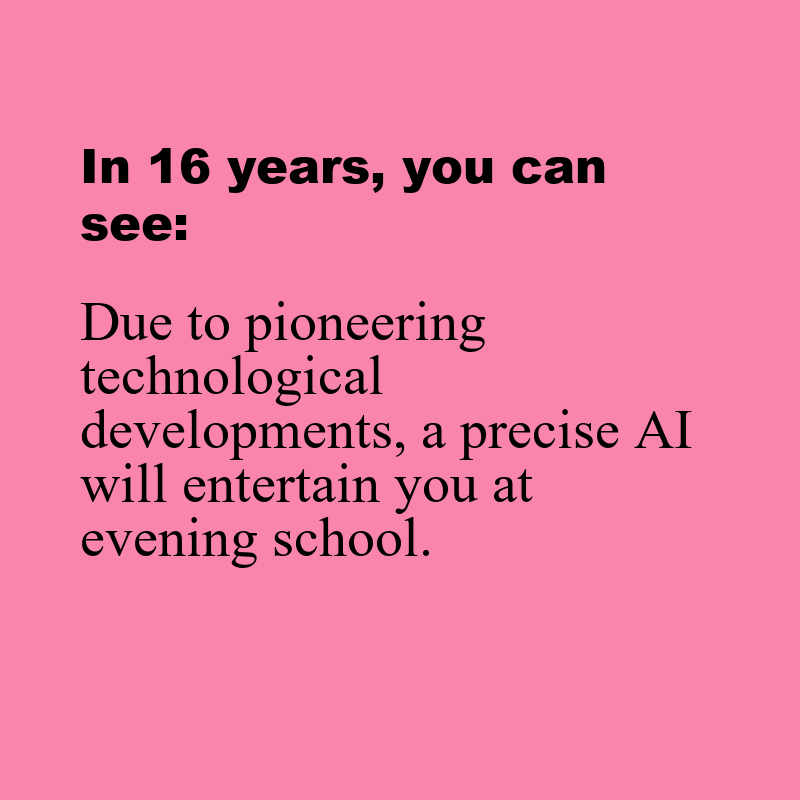 In 16 years, you can
see:
Due to pioneering
technological
developments, a precise AI
will entertain you at
evening school.